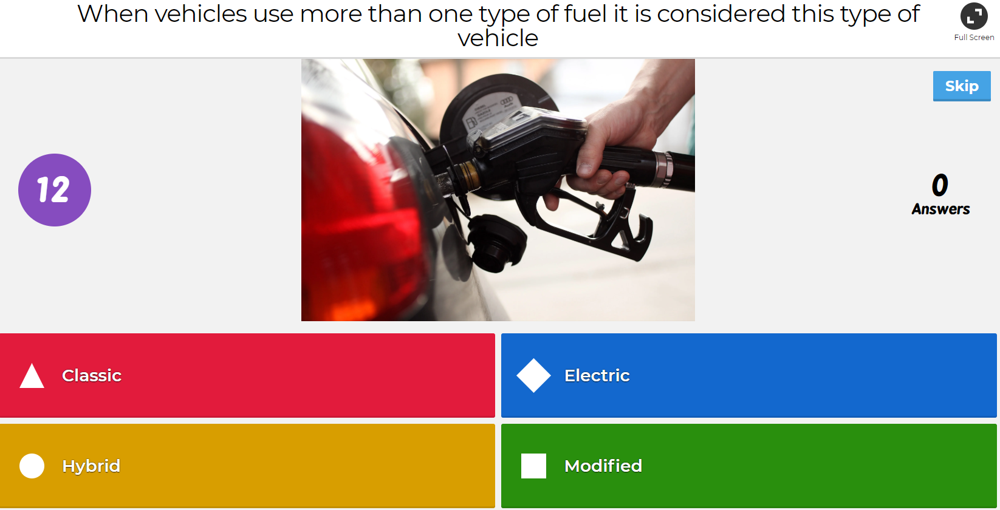 When vehicles use more than one type of fuel it is considered this type of
vehicle
Full Screen
Skip
12
0
Answers
Classic
Electric
Hybrid
Modified